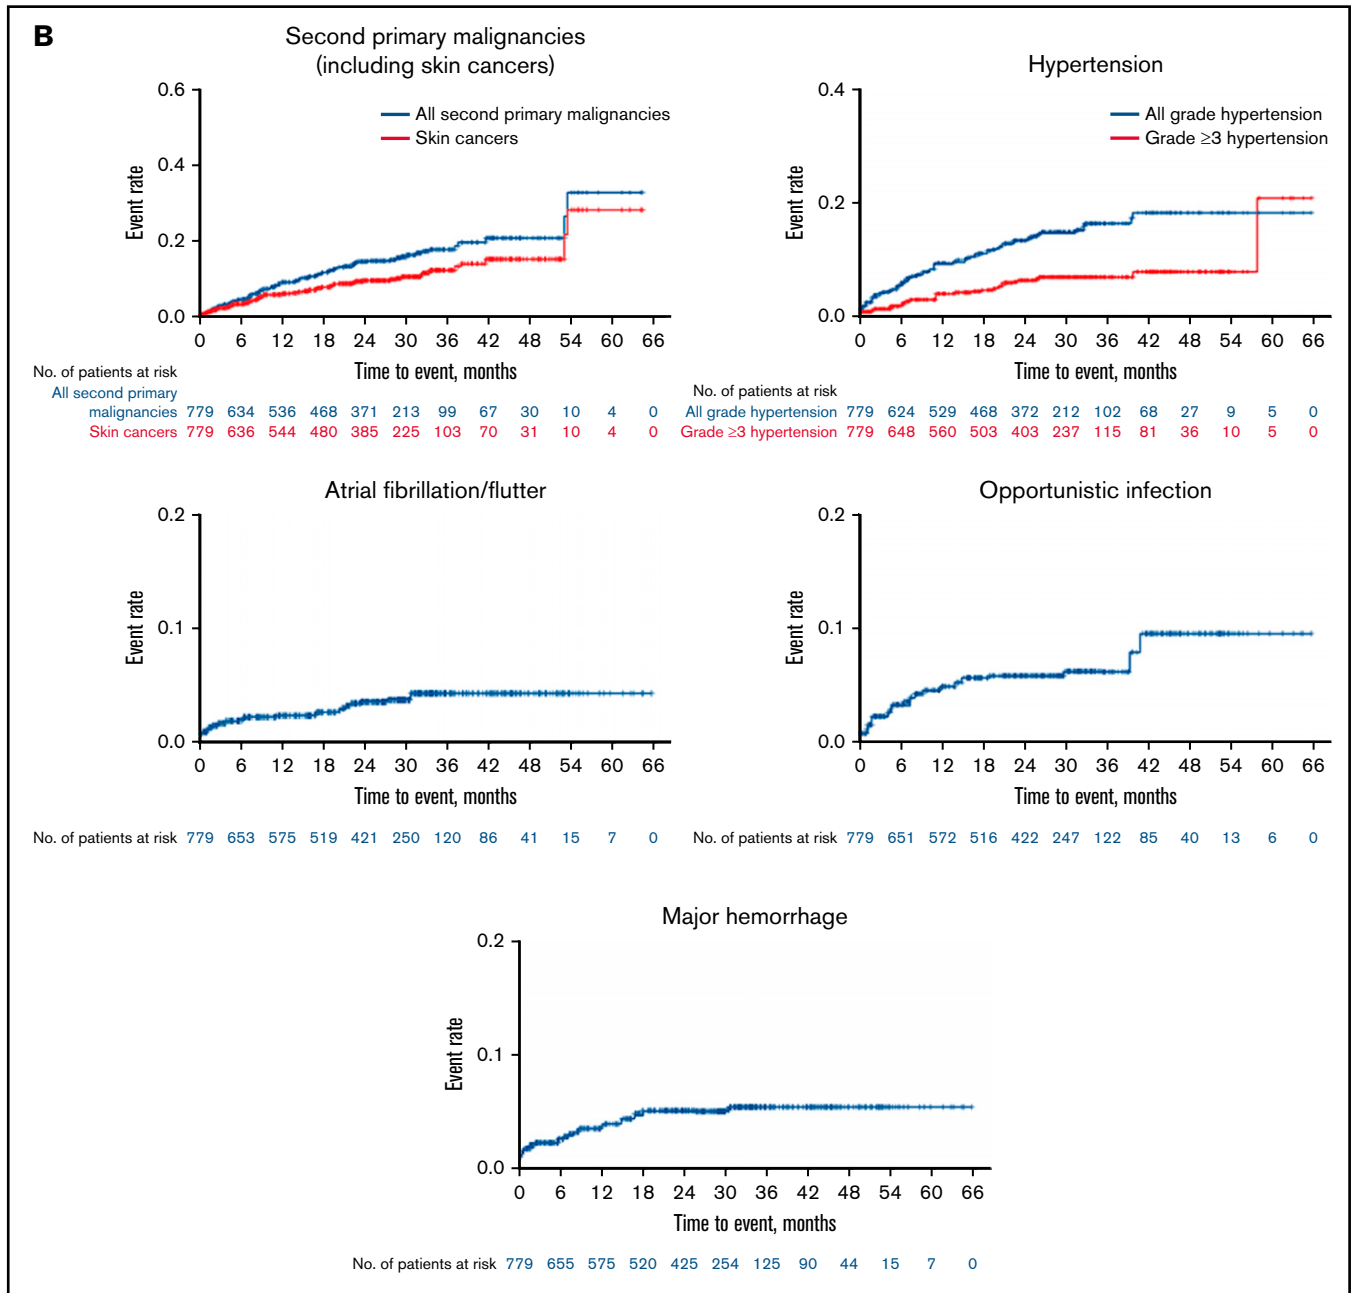 B
Second primary malignancies
(including skin cancers)
0.6
0.4
0.2
0.0
Event rate
All second primary malignancies
Skin cancers
0 6 12 18 24 30 36 42 48 54 60 66
Time to event, months
No. of patients at risk
All second primary
malignancies 779 634 536 468 371 213 99 67 30 10 4 0
Skin cancers 779 636 544 480 385 225 103 70 31 10 4 0
Hypertension
0.4
0.2
0.0
Event rate
All grade hypertension
Grade ≥3 hypertension
0 6 12 18 24 30 36 42 48 54 60 66
Time to event, months
No. of patients at risk
All grade hypertension 779 624 529 468 372 212 102 68 27 9 5 0
Grade ≥3 hypertension 779 648 560 503 403 237 115 81 36 10 5 0
Atrial fibrillation/flutter
0.2
0.1
0.0
Event rate
0 6 12 18 24 30 36 42 48 54 60 66
Time to event, months
No. of patients at risk 779 653 575 519 421 250 120 86 41 15 7 0
Opportunistic infection
0.2
0.1
0.0
Event rate
0 6 12 18 24 30 36 42 48 54 60 66
Time to event, months
No. of patients at risk 779 651 572 516 422 247 122 85 40 13 6 0
Major hemorrhage
0.2
0.1
0.0
Event rate
0 6 12 18 24 30 36 42 48 54 60 66
Time to event, months
No. of patients at risk 779 655 575 520 425 254 125 90 44 15 7 0